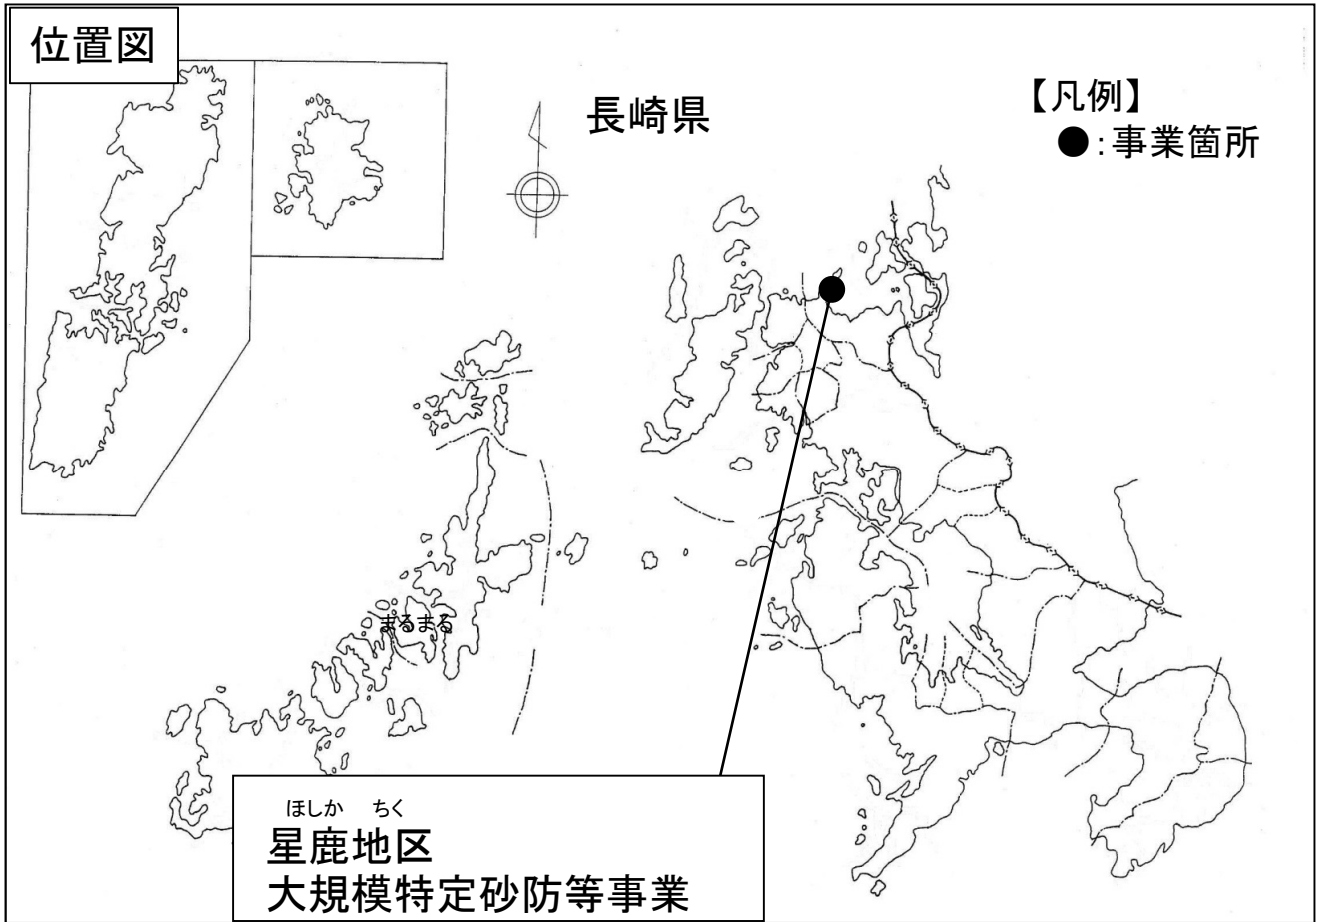 位置図
長崎県
【凡例】
●:事業箇所
まるまる
ほしか ちく
星鹿地区
大規模特定砂防等事業